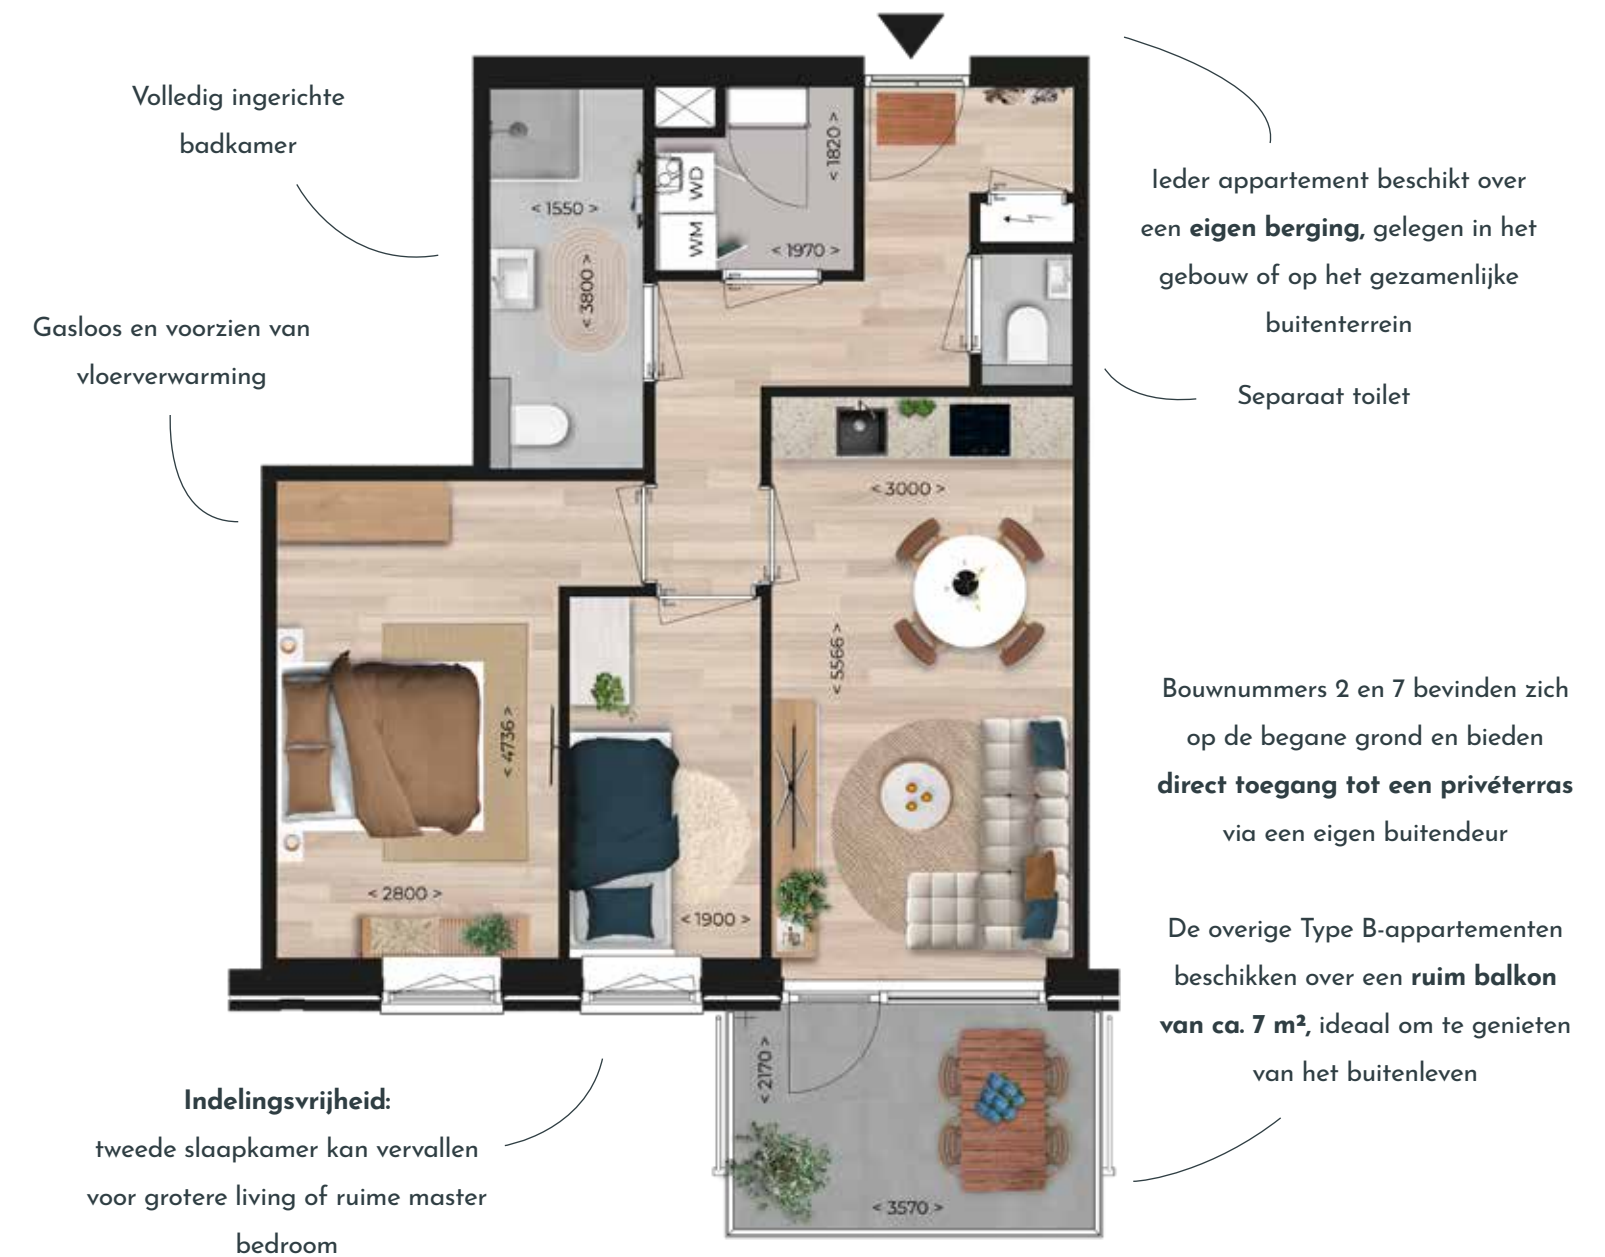 Volledig ingerichte
badkamer
Gasloos en voorzien van
vloerverwarming
Ieder appartement beschikt over
een eigen berging, gelegen in het
gebouw of op het gezamenlijke
buitenterrein
Separaat toilet
< 1550 >
< 3800 >
WD
WM
< 1820 >
< 1970 >
< 3000 >
< 5566 >
< 4736 >
< 2800 >
< 1900 >
< 2170 >
< 3570 >
Bouwnummers 2 en 7 bevinden zich
op de begane grond en bieden
direct toegang tot een privéterras
via een eigen buitendeur
De overige Type B-appartementen
beschikken over een ruim balkon
van ca. 7 m², ideaal om te genieten
van het buitenleven
Indelingsvrijheid:
tweede slaapkamer kan vervallen
voor grotere living of ruime master
bedroom